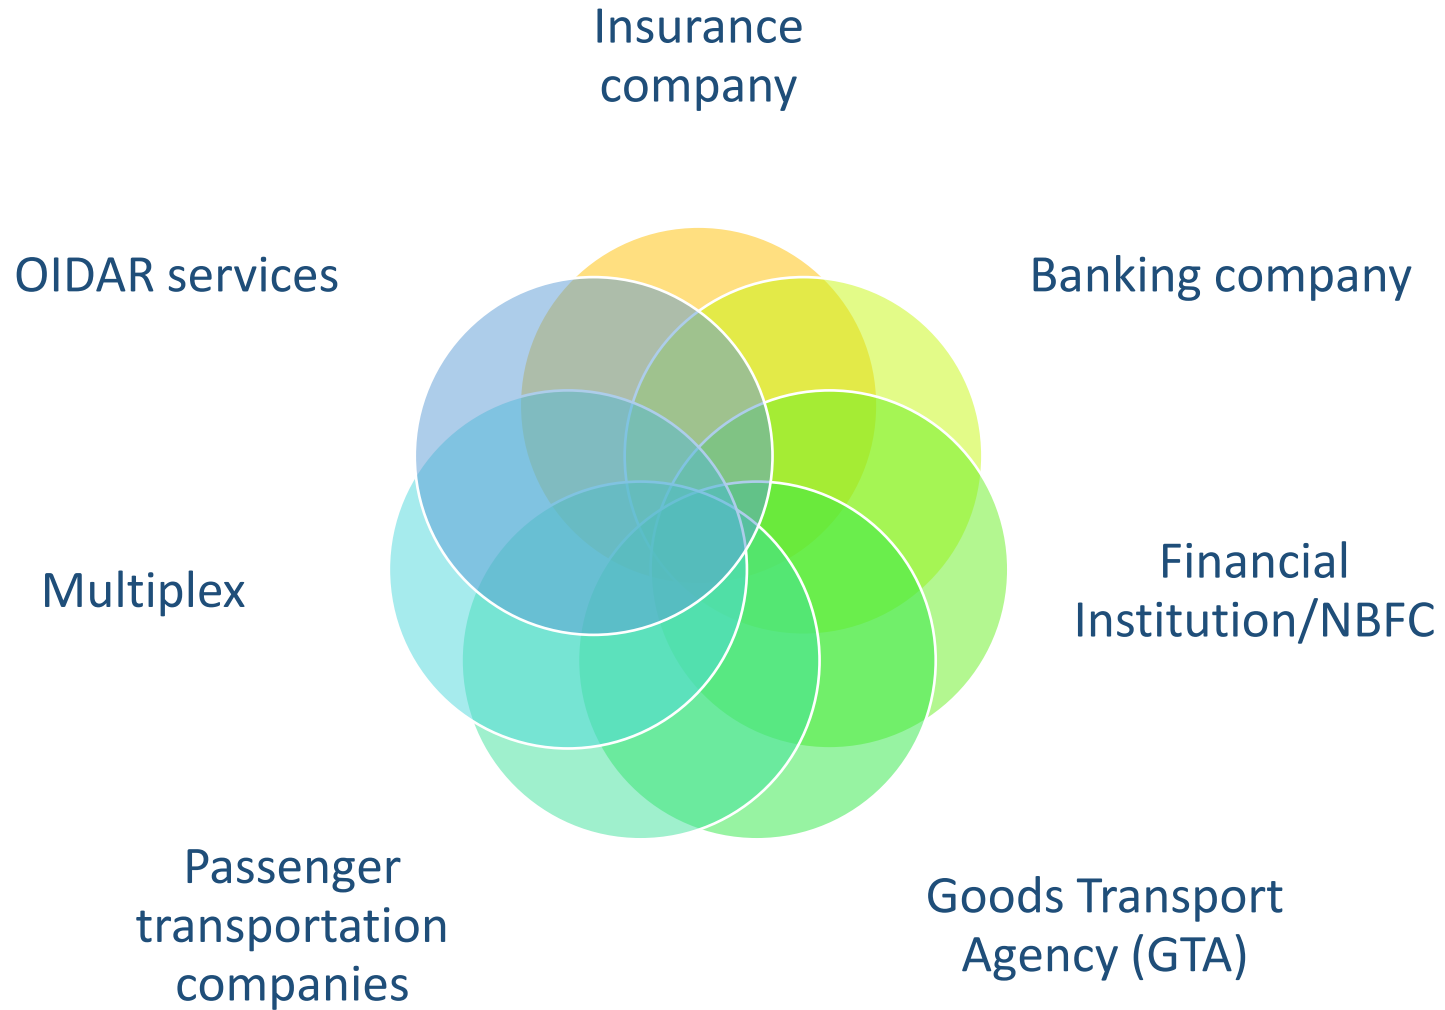 Insurance
company
OIDAR services
Banking company
Multiplex
Financial
Institution/NBFC
Passenger
transportation
companies
Goods Transport
Agency (GTA)